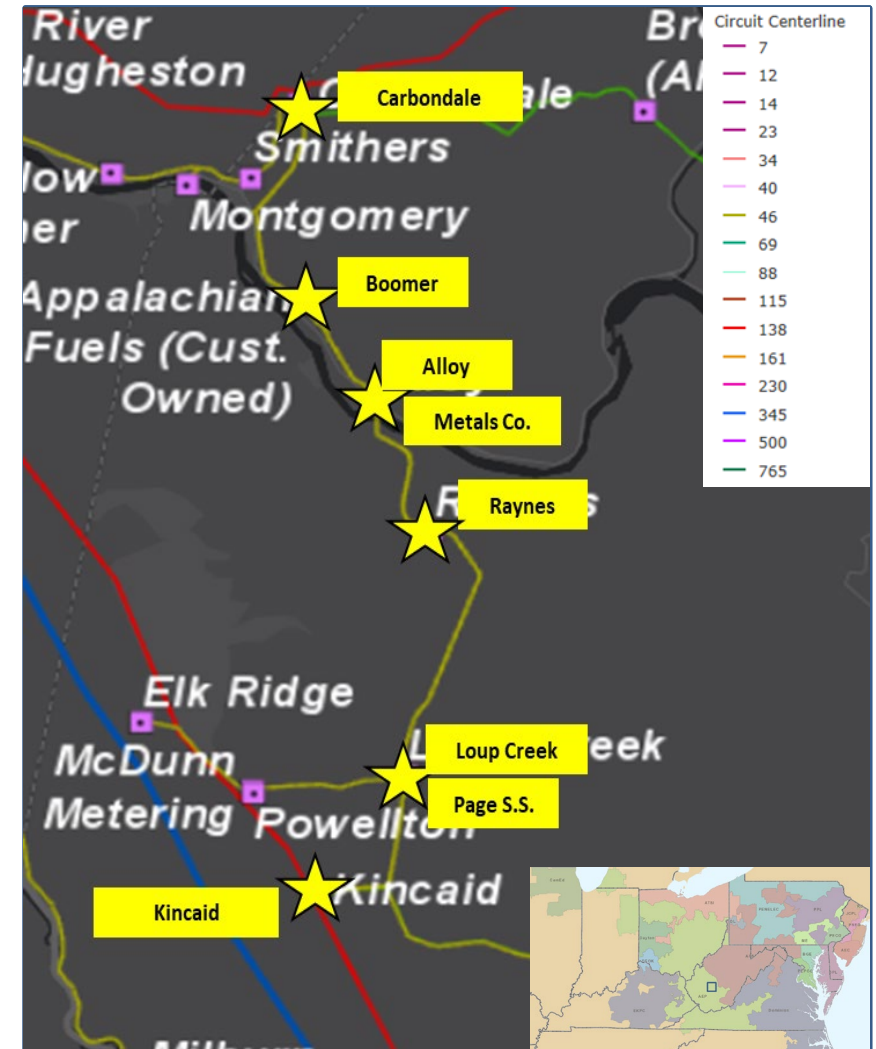 River
Hugheston
Carbondale
Smithers
Montgomery
Appalachian
Fuels (Cust.
Owned)
Boomer
Alloy
Metals Co.
Raynes
Elk Ridge
McDunn
Metering
Powellton
Loup Creek
Page S.S.
Kincaid
Kincaid
Circuit Centerline
7
12
14
23
34
40
46
69
88
115
138
161
230
345
500
765